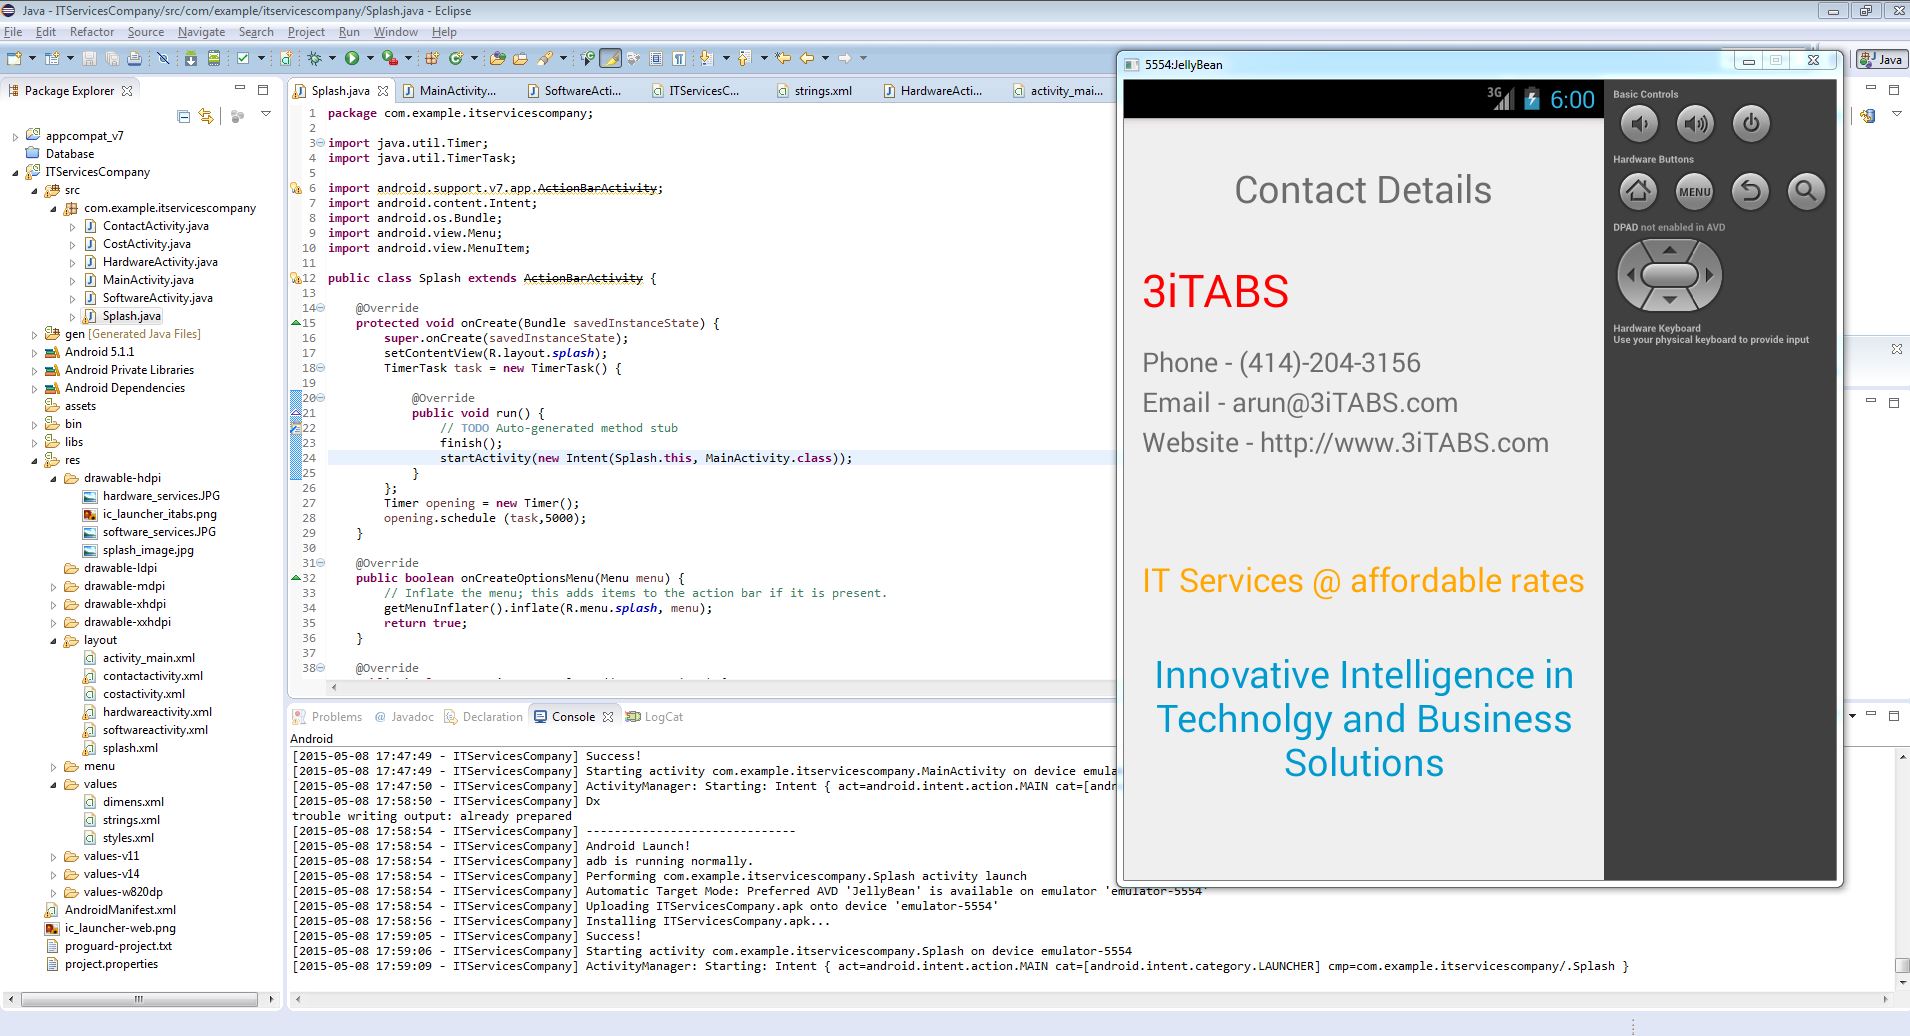 Java - ITServicesCompany/src/com/example/itservicescompany/Splash.java - Eclipse
File Edit Refactor Source Navigate Search Project Run Window Help
Java
Package Explorer
appcompat_v7
Database
ITServicesCompany
src
com.example.itservicescompany
ContactActivity.java
CostActivity.java
HardwareActivity.java
MainActivity.java
SoftwareActivity.java
Splash.java
gen [Generated Java Files]
Android 5.1.1
Android Private Libraries
Android Dependencies
assets
bin
libs
res
drawable-hdpi
hardware_services.JPG
ic_launcher_itabs.png
software_services.JPG
splash_image.jpg
drawable-ldpi
drawable-mdpi
drawable-xhdpi
drawable-xxhdpi
layout
activity_main.xml
contactactivity.xml
costactivity.xml
hardwareactivity.xml
softwareactivity.xml
splash.xml
menu
values
dimens.xml
strings.xml
styles.xml
values-v11
values-v14
values-w820dp
AndroidManifest.xml
ic_launcher-web.png
proguard-project.txt
project.properties
Splash.java MainActivity... SoftwareActi... ITServicesC... strings.xml HardwareActi... activity_mai...
1 package com.example.itservicescompany;
2
3 import java.util.Timer;
4 import java.util.TimerTask;
5
6 import android.support.v7.app.ActionBarActivity;
7 import android.content.Intent;
8 import android.os.Bundle;
9 import android.view.Menu;
10 import android.view.MenuItem;
11
12 public class Splash extends ActionBarActivity {
13
14 @Override
15 protected void onCreate(Bundle savedInstanceState) {
16 super.onCreate(savedInstanceState);
17 setContentView(R.layout.splash);
18 TimerTask task = new TimerTask() {
19
20 @Override
21 public void run() {
22 // TODO Auto-generated method stub
23 finish();
24 startActivity(new Intent(Splash.this, MainActivity.class));
25 }
26 };
27 Timer opening = new Timer();
28 opening.schedule (task,5000);
29 }
30
31 @Override
32 public boolean onCreateOptionsMenu(Menu menu) {
33 // Inflate the menu; this adds items to the action bar if it is present.
34 getMenuInflater().inflate(R.menu.splash, menu);
35 return true;
36 }
37
38 @Override
Problems @ Javadoc Declaration Console LogCat
Android
[2015-05-08 17:47:49 - ITServicesCompany] Success!
[2015-05-08 17:47:49 - ITServicesCompany] Starting activity com.example.itservicescompany.MainActivity on device emula
[2015-05-08 17:47:50 - ITServicesCompany] ActivityManager: Starting: Intent { act=android.intent.action.MAIN cat=[andr
[2015-05-08 17:58:50 - ITServicesCompany] Dx
trouble writing output: already prepared
[2015-05-08 17:58:54 - ITServicesCompany] ------------------------------
[2015-05-08 17:58:54 - ITServicesCompany] Android Launch!
[2015-05-08 17:58:54 - ITServicesCompany] adb is running normally.
[2015-05-08 17:58:54 - ITServicesCompany] Performing com.example.itservicescompany.Splash activity launch
[2015-05-08 17:58:54 - ITServicesCompany] Automatic Target Mode: Preferred AVD 'JellyBean' is available on emulator 'emulator-5554'
[2015-05-08 17:58:54 - ITServicesCompany] Uploading ITServicesCompany.apk onto device 'emulator-5554'
[2015-05-08 17:58:56 - ITServicesCompany] Installing ITServicesCompany.apk...
[2015-05-08 17:59:05 - ITServicesCompany] Success!
[2015-05-08 17:59:06 - ITServicesCompany] Starting activity com.example.itservicescompany.Splash on device emulator-5554
[2015-05-08 17:59:09 - ITServicesCompany] ActivityManager: Starting: Intent { act=android.intent.action.MAIN cat=[android.intent.category.LAUNCHER] cmp=com.example.itservicescompany/.Splash }
5554:JellyBean
3G 6:00
Contact Details
3iTABS
Phone - (414)-204-3156
Email - arun@3iTABS.com
Website - http://www.3iTABS.com
IT Services @ affordable rates
Innovative Intelligence in
Technolgy and Business
Solutions
Basic Controls
Hardware Buttons
MENU
DPAD not enabled in AVD
Hardware Keyboard
Use your physical keyboard to provide input